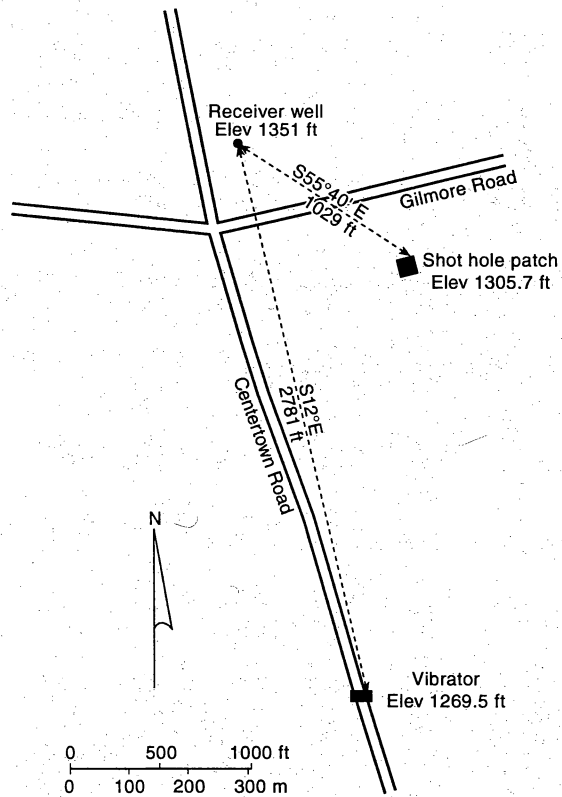 Receiver well
Elev 1351 ft
S55°40' E
1029 ft
Gilmore Road
Shot hole patch
Elev 1305.7 ft
S12°E
2781 ft
Centertown Road
N
Vibrator
Elev 1269.5 ft
0 500 1000 ft
0 100 200 300 m